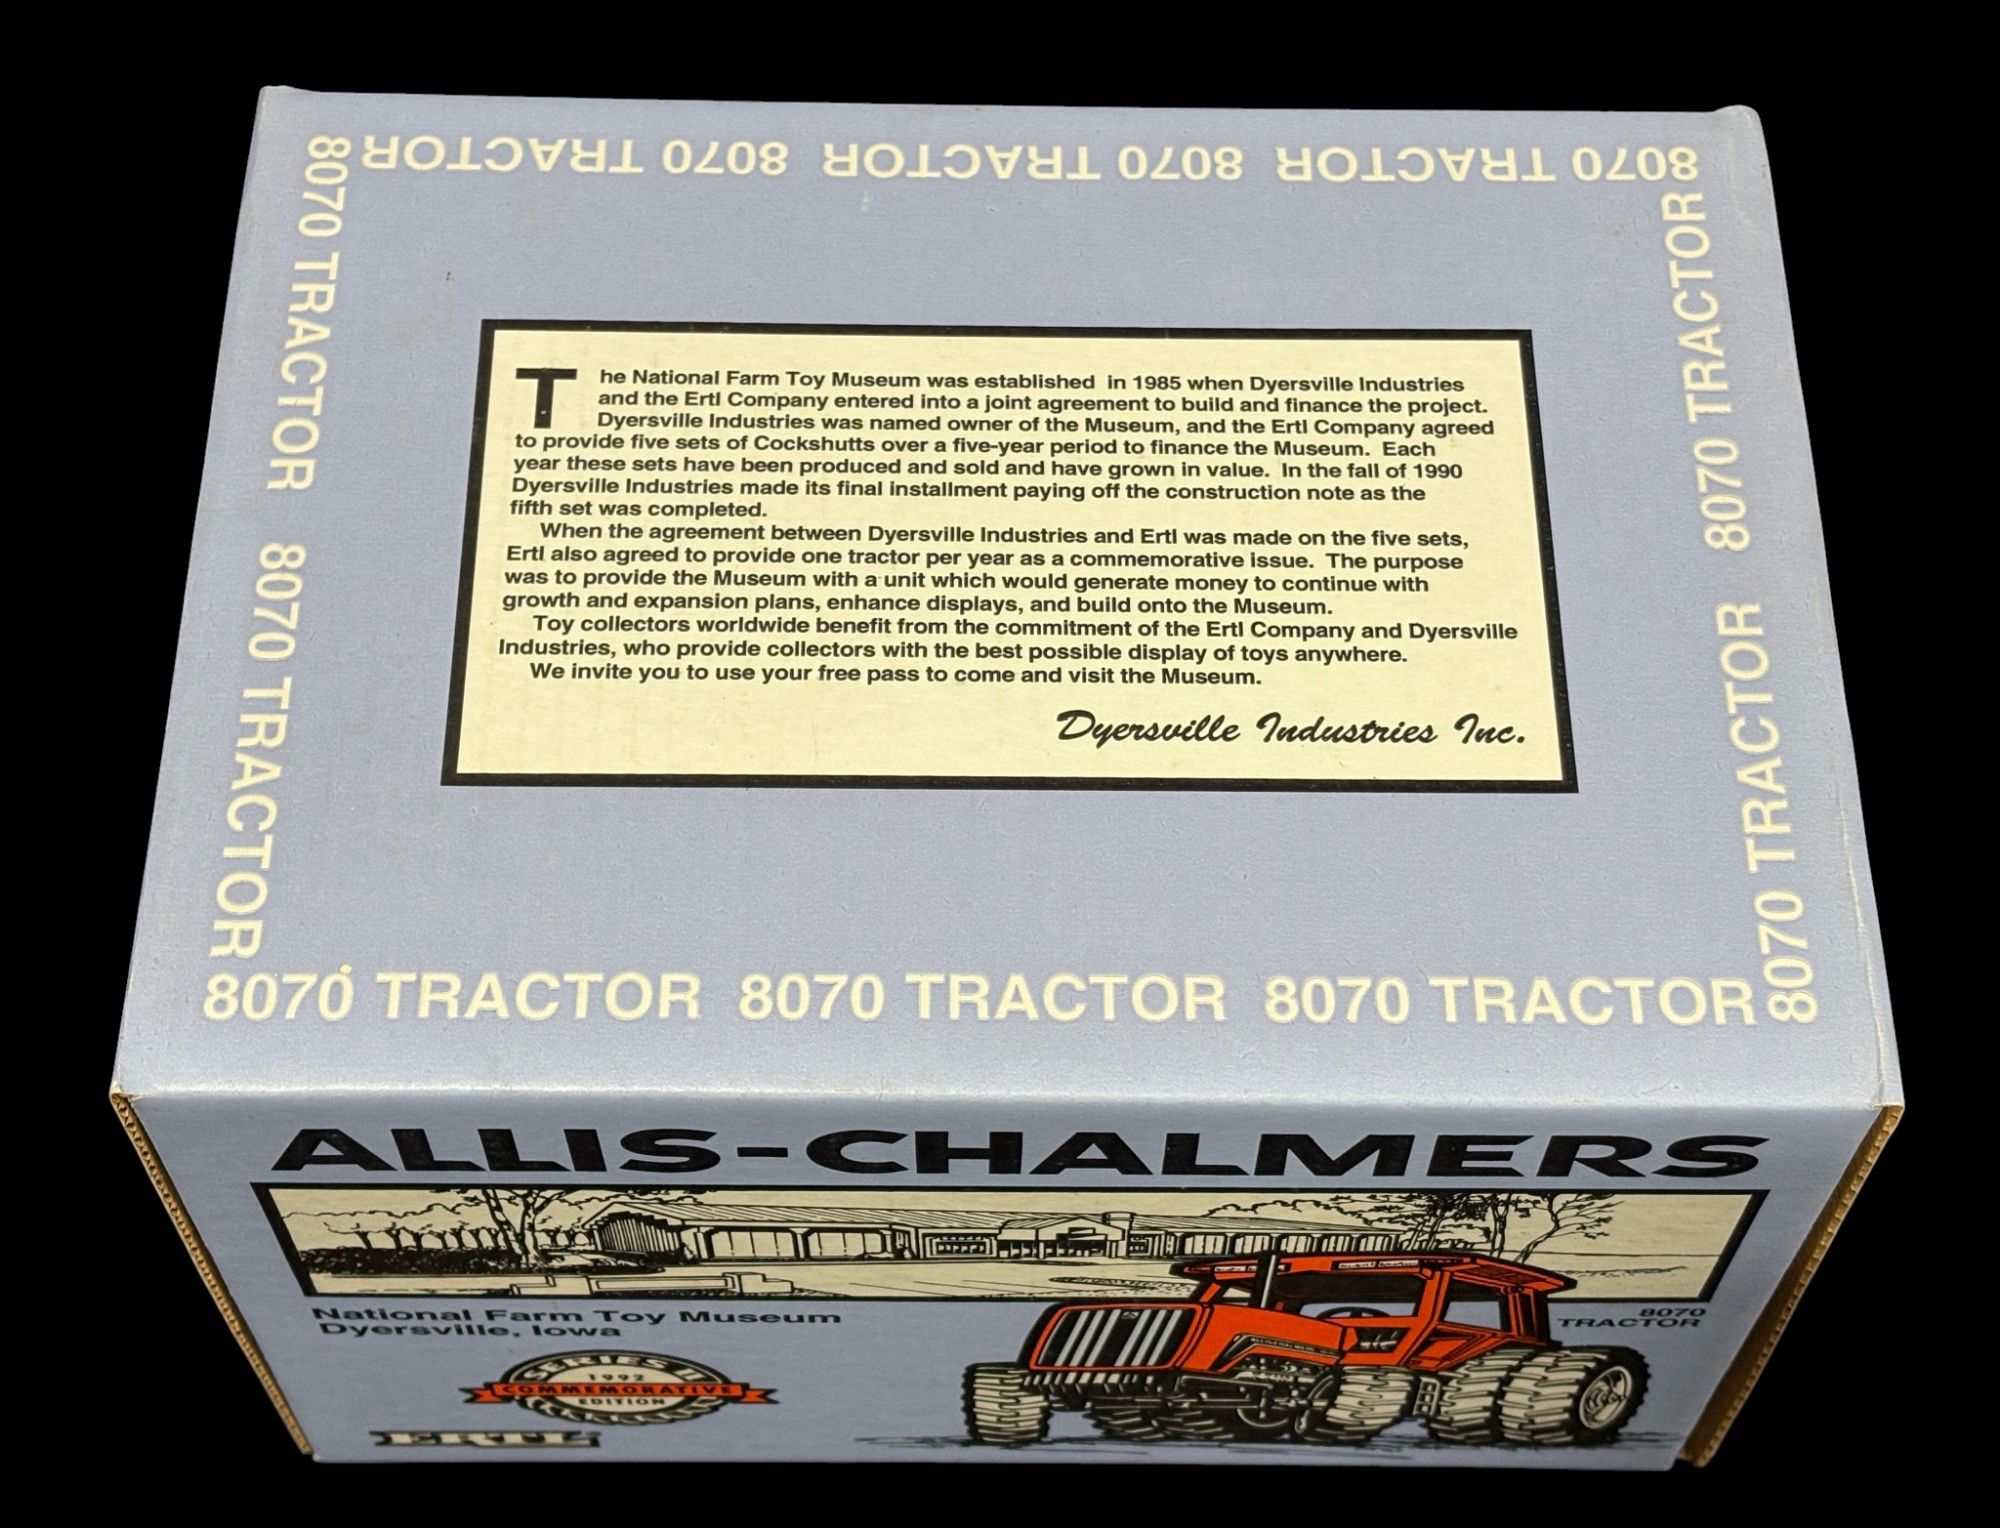 8070 TRACTOR 8070 TRACTOR 8070 TRACTOR
8070 TRACTOR 8070 TRACTOR
8070 TRACTOR 8070 TRACTOR
The National Farm Toy Museum was established in 1985 when Dyersville Industries
and the Ertl Company entered into a joint agreement to build and finance the project.
Dyersville Industries was named owner of the Museum, and the Ertl Company agreed
to provide five sets of Cockshutts over a five-year period to finance the Museum. Each
year these sets have been produced and sold and have grown in value. In the fall of 1990
Dyersville Industries made its final installment paying off the construction note as the
fifth set was completed.
When the agreement between Dyersville Industries and Ertl was made on the five sets,
Ertl also agreed to provide one tractor per year as a commemorative issue. The purpose
was to provide the Museum with a unit which would generate money to continue with
growth and expansion plans, enhance displays, and build onto the Museum.
Toy collectors worldwide benefit from the commitment of the Ertl Company and Dyersville
Industries, who provide collectors with the best possible display of toys anywhere.
We invite you to use your free pass to come and visit the Museum.
Dyersville Industries Inc.
8070 TRACTOR 8070 TRACTOR 8070 TRACTOR
ALLIS-CHALMERS
National Farm Toy Museum
Dyersville, Iowa
8070
TRACTOR
SERIES II
1992
COMMEMORATIVE
EDITION
ERTL